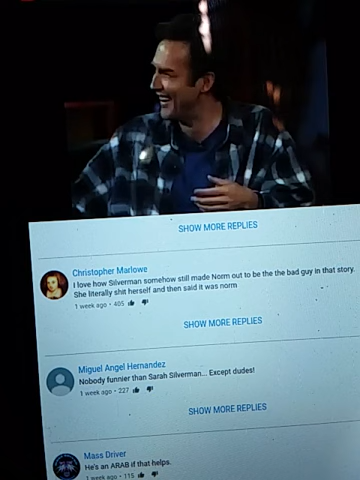 SHOW MORE REPLIES
Christopher Marlowe
I love how Silverman somehow still made Norm out to be the the bad guy in that story.
She literally shit herself and then said it was norm
1 week ago • 405
SHOW MORE REPLIES
Miguel Angel Hernandez
Nobody funnier than Sarah Silverman... Except dudes!
1 week ago • 227
SHOW MORE REPLIES
Mass Driver
He's an ARAB if that helps.
1 week ago • 115